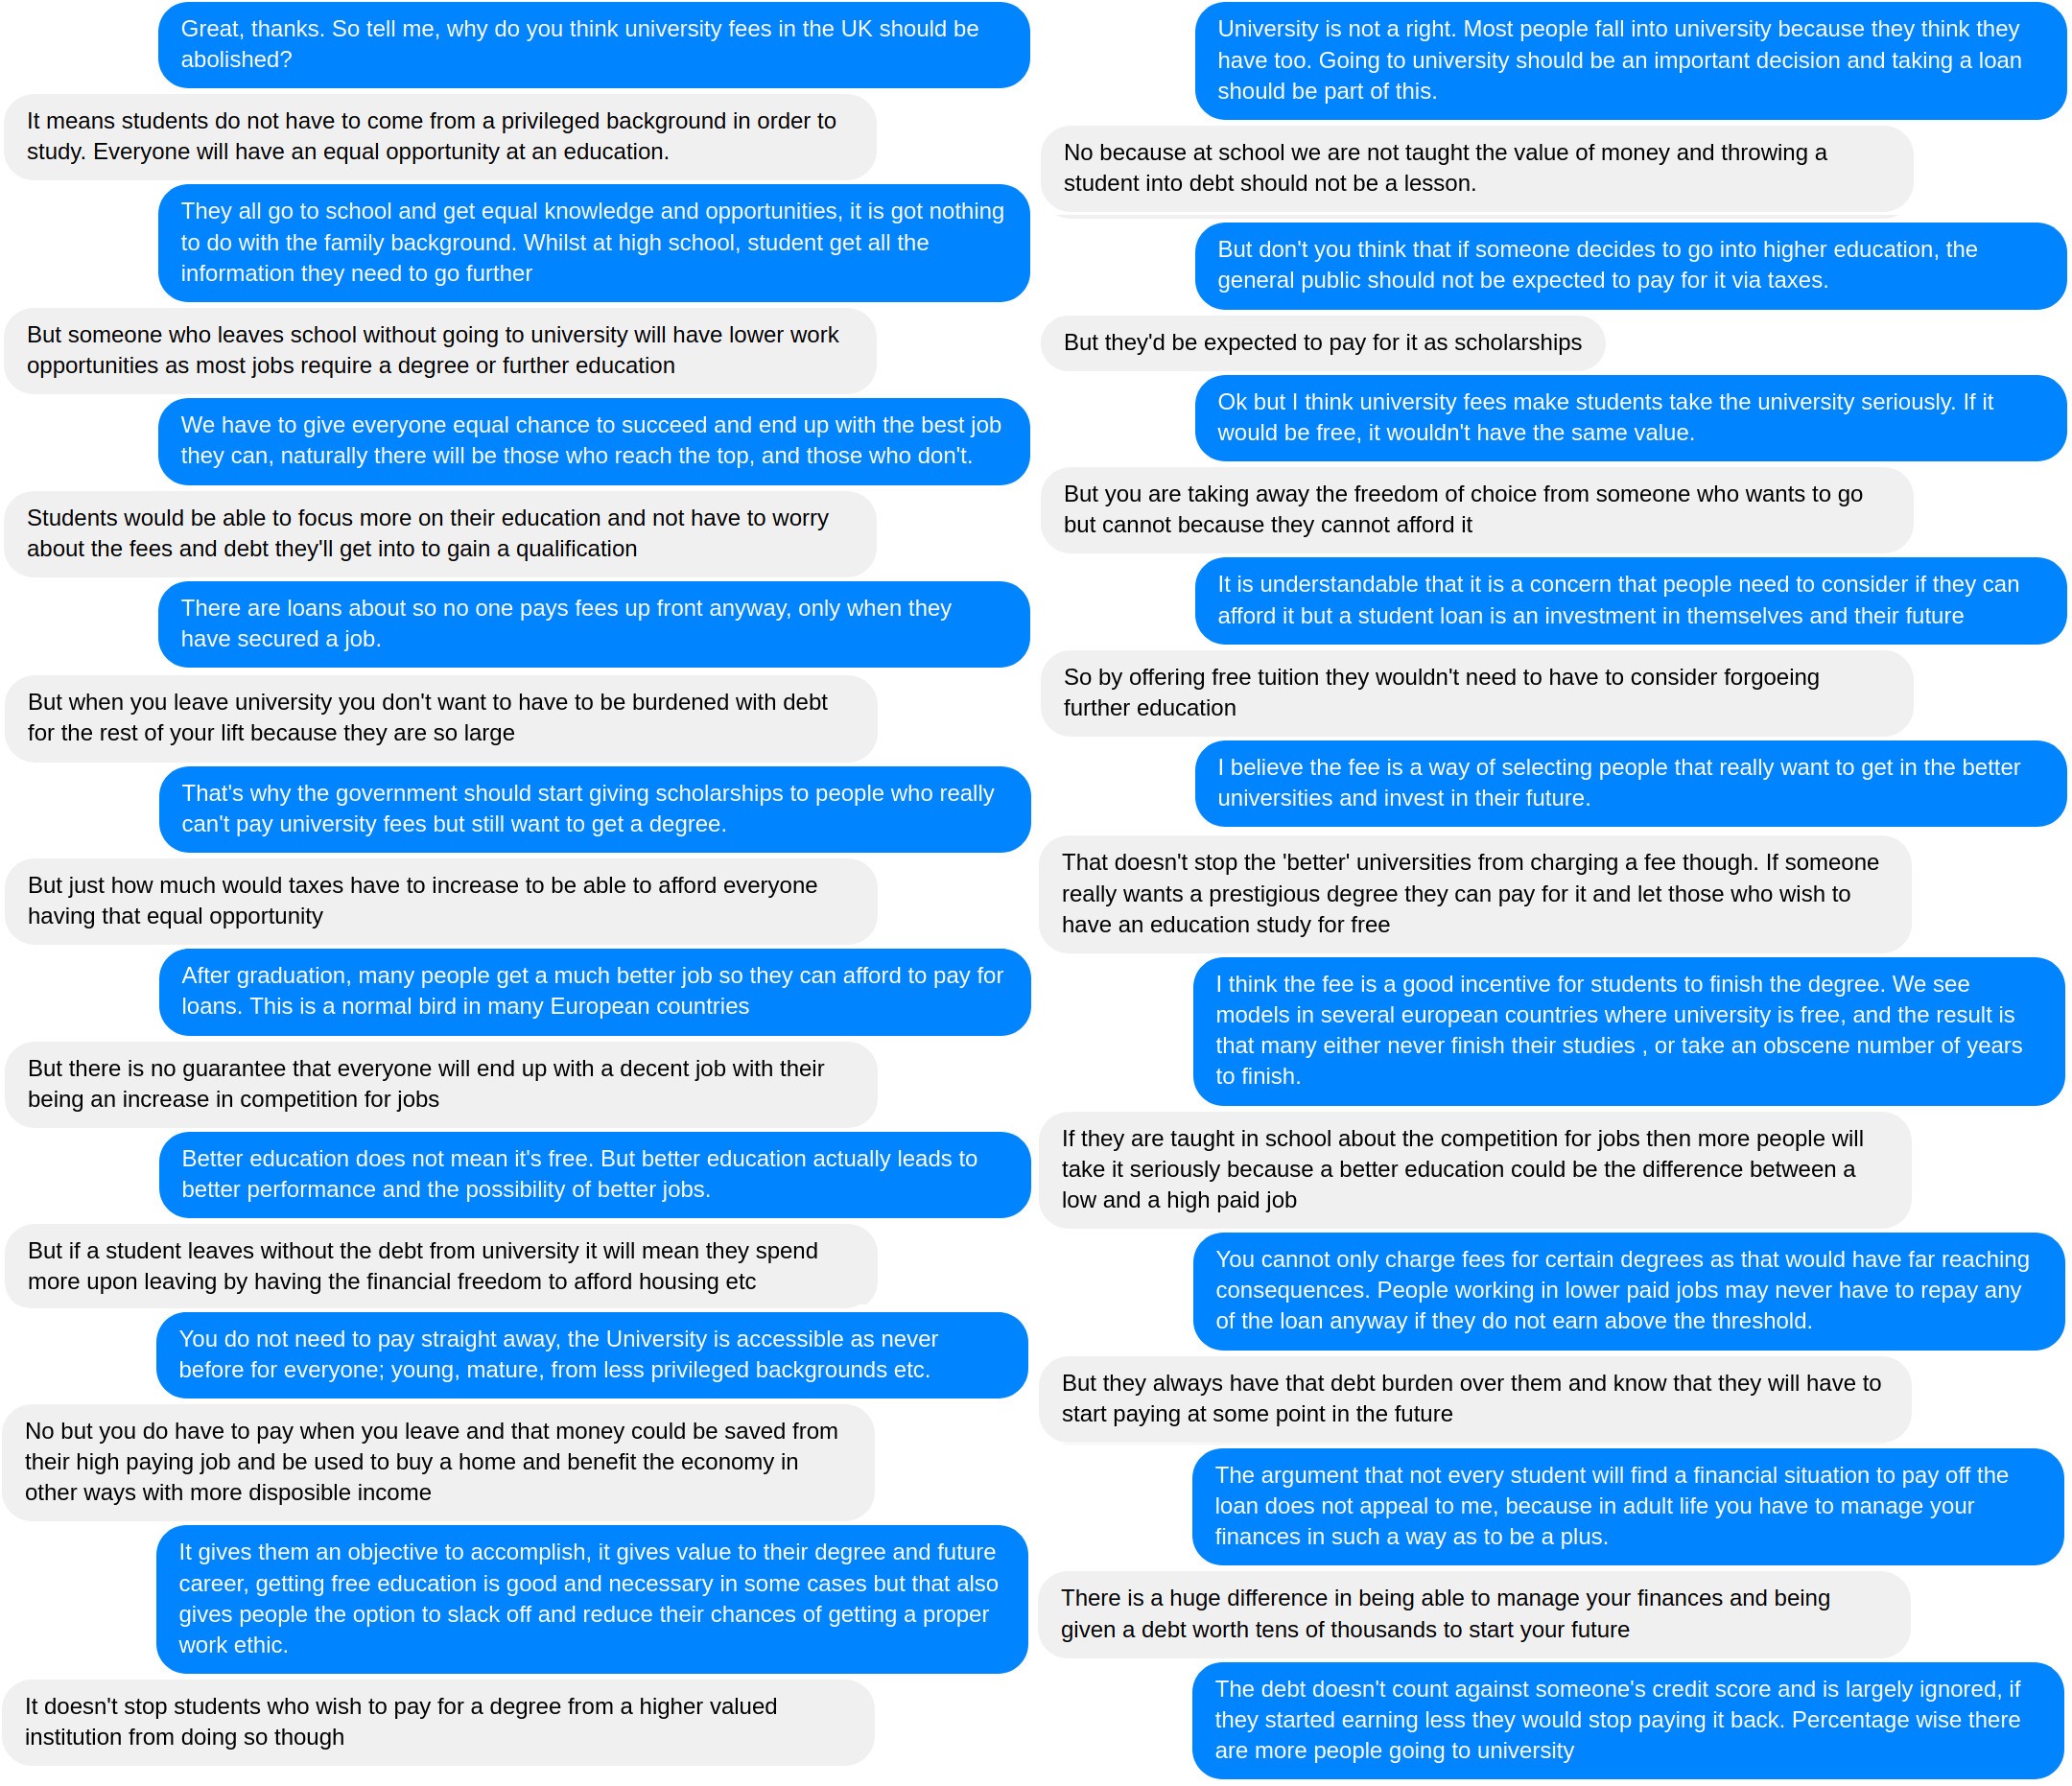 Great, thanks. So tell me, why do you think university fees in the UK should be
abolished?
It means students do not have to come from a privileged background in order to
study. Everyone will have an equal opportunity at an education.
They all go to school and get equal knowledge and opportunities, it is got nothing
to do with the family background. Whilst at high school, student get all the
information they need to go further
But someone who leaves school without going to university will have lower work
opportunities as most jobs require a degree or further education
We have to give everyone equal chance to succeed and end up with the best job
they can, naturally there will be those who reach the top, and those who don't.
Students would be able to focus more on their education and not have to worry
about the fees and debt they'll get into to gain a qualification
There are loans about so no one pays fees up front anyway, only when they
have secured a job.
But when you leave university you don't want to have to be burdened with debt
for the rest of your lift because they are so large
That's why the government should start giving scholarships to people who really
can't pay university fees but still want to get a degree.
But just how much would taxes have to increase to be able to afford everyone
having that equal opportunity
After graduation, many people get a much better job so they can afford to pay for
loans. This is a normal bird in many European countries
But there is no guarantee that everyone will end up with a decent job with their
being an increase in competition for jobs
Better education does not mean it's free. But better education actually leads to
better performance and the possibility of better jobs.
But if a student leaves without the debt from university it will mean they spend
more upon leaving by having the financial freedom to afford housing etc
You do not need to pay straight away, the University is accessible as never
before for everyone; young, mature, from less privileged backgrounds etc.
No but you do have to pay when you leave and that money could be saved from
their high paying job and be used to buy a home and benefit the economy in
other ways with more disposible income
It gives them an objective to accomplish, it gives value to their degree and future
career, getting free education is good and necessary in some cases but that also
gives people the option to slack off and reduce their chances of getting a proper
work ethic.
It doesn't stop students who wish to pay for a degree from a higher valued
institution from doing so though
University is not a right. Most people fall into university because they think they
have too. Going to university should be an important decision and taking a loan
should be part of this.
No because at school we are not taught the value of money and throwing a
student into debt should not be a lesson.
But don't you think that if someone decides to go into higher education, the
general public should not be expected to pay for it via taxes.
But they'd be expected to pay for it as scholarships
Ok but I think university fees make students take the university seriously. If it
would be free, it wouldn't have the same value.
But you are taking away the freedom of choice from someone who wants to go
but cannot because they cannot afford it
It is understandable that it is a concern that people need to consider if they can
afford it but a student loan is an investment in themselves and their future
So by offering free tuition they wouldn't need to have to consider forgoeing
further education
I believe the fee is a way of selecting people that really want to get in the better
universities and invest in their future.
That doesn't stop the 'better' universities from charging a fee though. If someone
really wants a prestigious degree they can pay for it and let those who wish to
have an education study for free
I think the fee is a good incentive for students to finish the degree. We see
models in several european countries where university is free, and the result is
that many either never finish their studies , or take an obscene number of years
to finish.
If they are taught in school about the competition for jobs then more people will
take it seriously because a better education could be the difference between a
low and a high paid job
You cannot only charge fees for certain degrees as that would have far reaching
consequences. People working in lower paid jobs may never have to repay any
of the loan anyway if they do not earn above the threshold.
But they always have that debt burden over them and know that they will have to
start paying at some point in the future
The argument that not every student will find a financial situation to pay off the
loan does not appeal to me, because in adult life you have to manage your
finances in such a way as to be a plus.
There is a huge difference in being able to manage your finances and being
given a debt worth tens of thousands to start your future
The debt doesn't count against someone's credit score and is largely ignored, if
they started earning less they would stop paying it back. Percentage wise there
are more people going to university